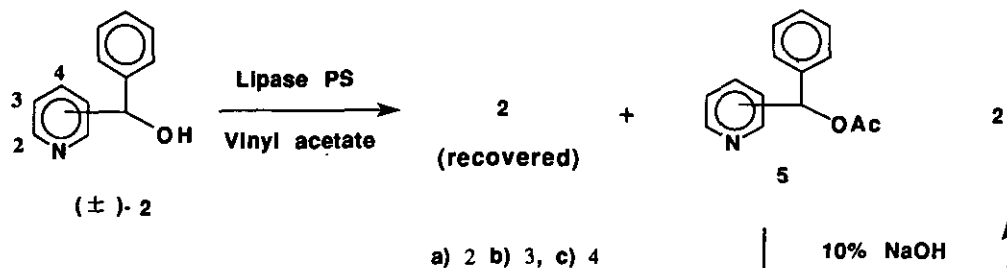 4
3
2
N
OH
(±)-2
Lipase PS
Vinyl acetate
2
(recovered)
+
N
OAc
5
2
a) 2 b) 3, c) 4
10% NaOH